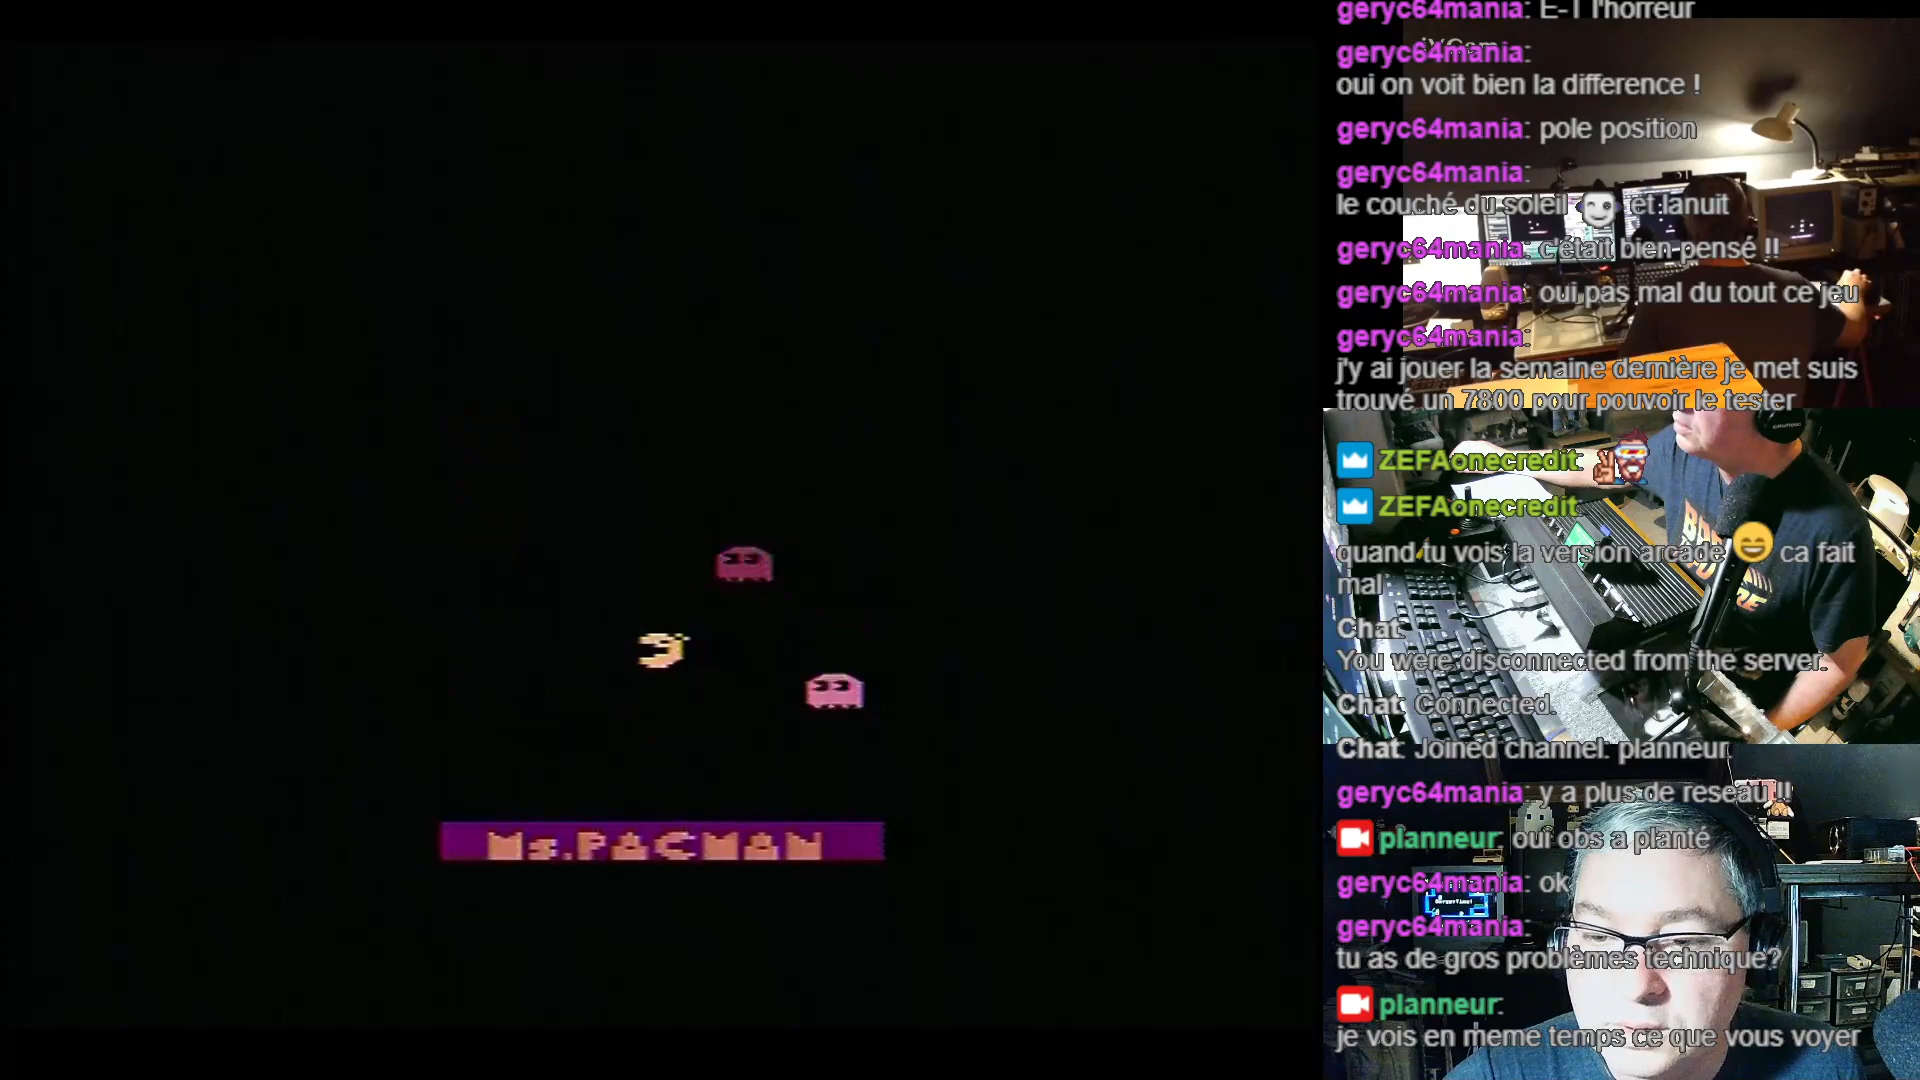 geryc64mania: E-T l'horreur
geryc64mania:
oui on voit bien la difference !
geryc64mania: pole position
geryc64mania:
le couché du soleil et lanuit
geryc64mania: c'était bien pensé !!
geryc64mania: oui pas mal du tout ce jeu
geryc64mania:
j'y ai jouer la semaine dernière je met suis
trouvé un 7800 pour pouvoir le tester
ZEFAonecredit:
ZEFAonecredit:
quand tu vois la version arcade ca fait
mal
Chat:
You were disconnected from the server.
Chat: Connected.
Chat: Joined channel: planneur.
geryc64mania: y a plus de reseau !!
planneur: oui obs a planté
geryc64mania: ok
geryc64mania:
tu as de gros problèmes technique?
planneur:
je vois en meme temps ce que vous voyer
Ms.PACMAN